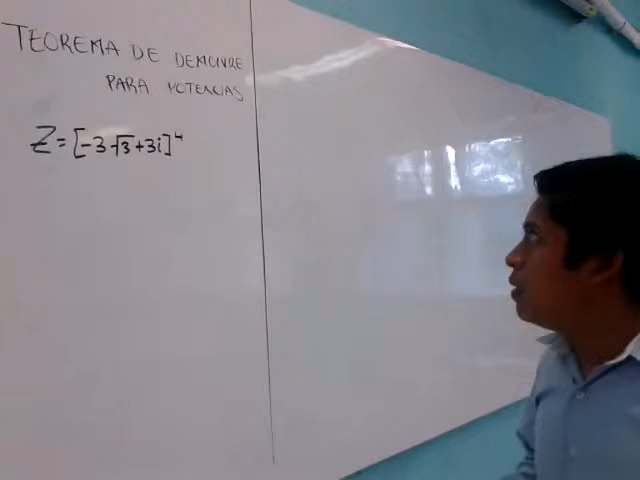 TEOREMA DE DEMOIVRE
PARA POTENCIAS
Z=[-3√3+3i]⁴